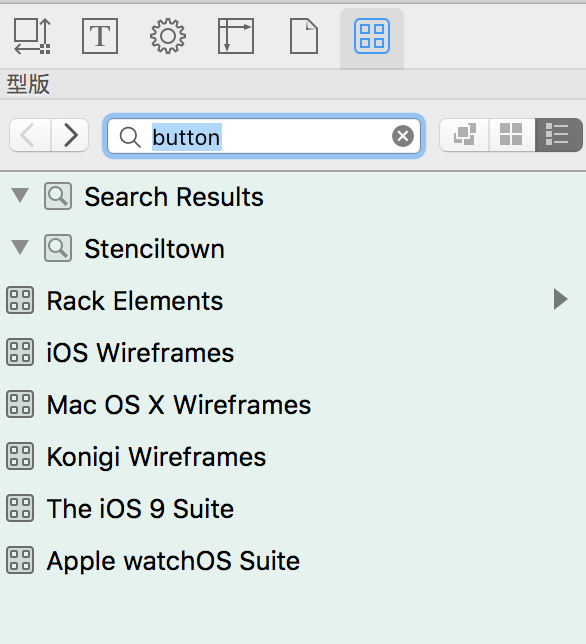 T
型版
button
Search Results
Stenciltown
Rack Elements
iOS Wireframes
Mac OS X Wireframes
Konigi Wireframes
The iOS 9 Suite
Apple watchOS Suite